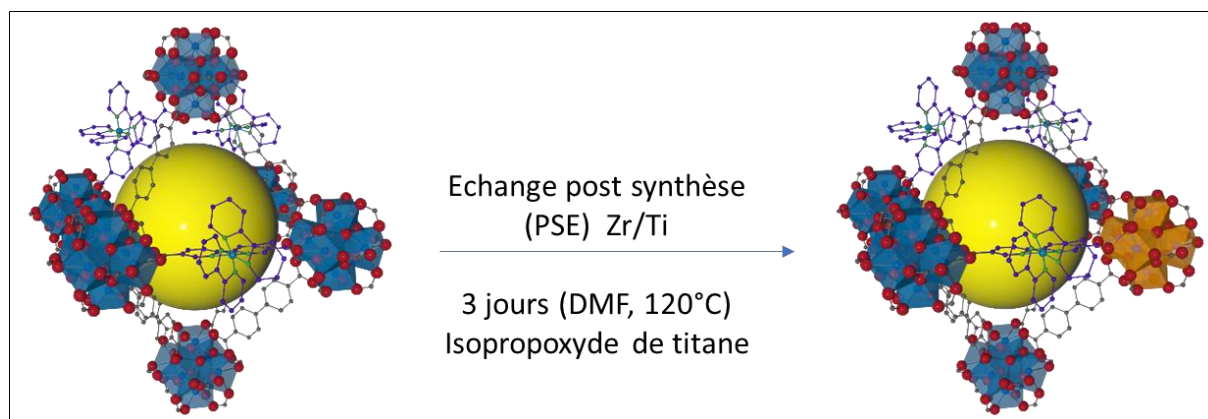 Echange post synthèse
(PSE) Zr/Ti
3 jours (DMF, 120°C)
Isopropoxyde de titane